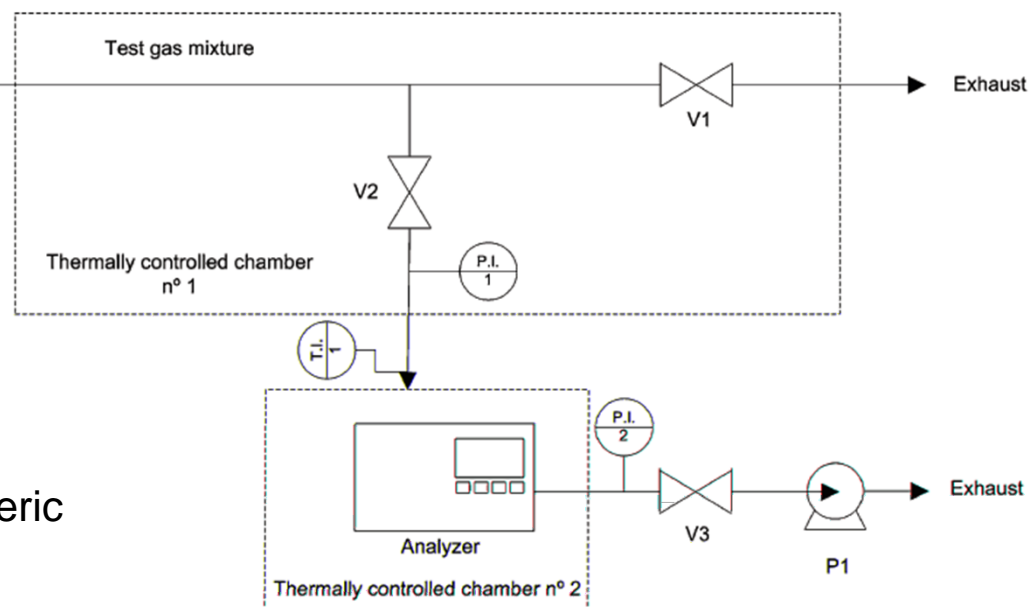 Test gas mixture
Exhaust
V1
V2
Thermally controlled chamber
nº 1
P.I.
1
T.I.
1
P.I.
2
eric
Exhaust
V3
Analyzer
P1
Thermally controlled chamber nº 2